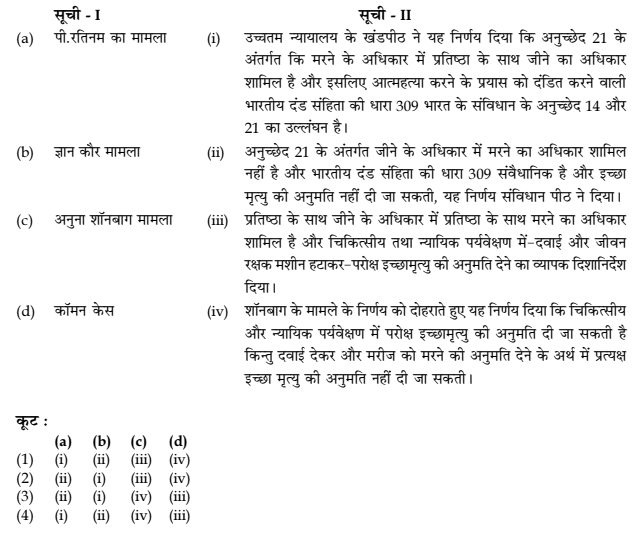 सूची - I सूची - II
(a) पी.रतिनम का मामला (i) उच्चतम न्यायालय के खंडपीठ ने यह निर्णय दिया कि अनुच्छेद 21 के
अंतर्गत कि मरने के अधिकार में प्रतिष्ठा के साथ जीने का अधिकार
शामिल है और इसलिए आत्महत्या करने के प्रयास को दंडित करने वाली
भारतीय दंड संहिता की धारा 309 भारत के संविधान के अनुच्छेद 14 और
21 का उल्लंघन है।
(b) ज्ञान कौर मामला (ii) अनुच्छेद 21 के अंतर्गत जीने के अधिकार में मरने का अधिकार शामिल
नहीं है और भारतीय दंड संहिता की धारा 309 संवैधानिक है और इच्छा
मृत्यु की अनुमति नहीं दी जा सकती, यह निर्णय संविधान पीठ ने दिया।
(c) अनुना शॉनबाग मामला (iii) प्रतिष्ठा के साथ जीने के अधिकार में प्रतिष्ठा के साथ मरने का अधिकार
शामिल है और चिकित्सीय तथा न्यायिक पर्यवेक्षण में-दवाई और जीवन
रक्षक मशीन हटाकर-परोक्ष इच्छामृत्यु की अनुमति देने का व्यापक दिशानिर्देश
दिया।
(d) कॉमन केस (iv) शॉनबाग के मामले के निर्णय को दोहराते हुए यह निर्णय दिया कि चिकित्सीय
और न्यायिक पर्यवेक्षण में परोक्ष इच्छामृत्यु की अनुमति दी जा सकती है
किन्तु दवाई देकर और मरीज को मरने की अनुमति देने के अर्थ में प्रत्यक्ष
इच्छा मृत्यु की अनुमति नहीं दी जा सकती।
कूट :
(a) (b) (c) (d)
(1) (i) (ii) (iii) (iv)
(2) (ii) (i) (iii) (iv)
(3) (ii) (i) (iv) (iii)
(4) (i) (ii) (iv) (iii)